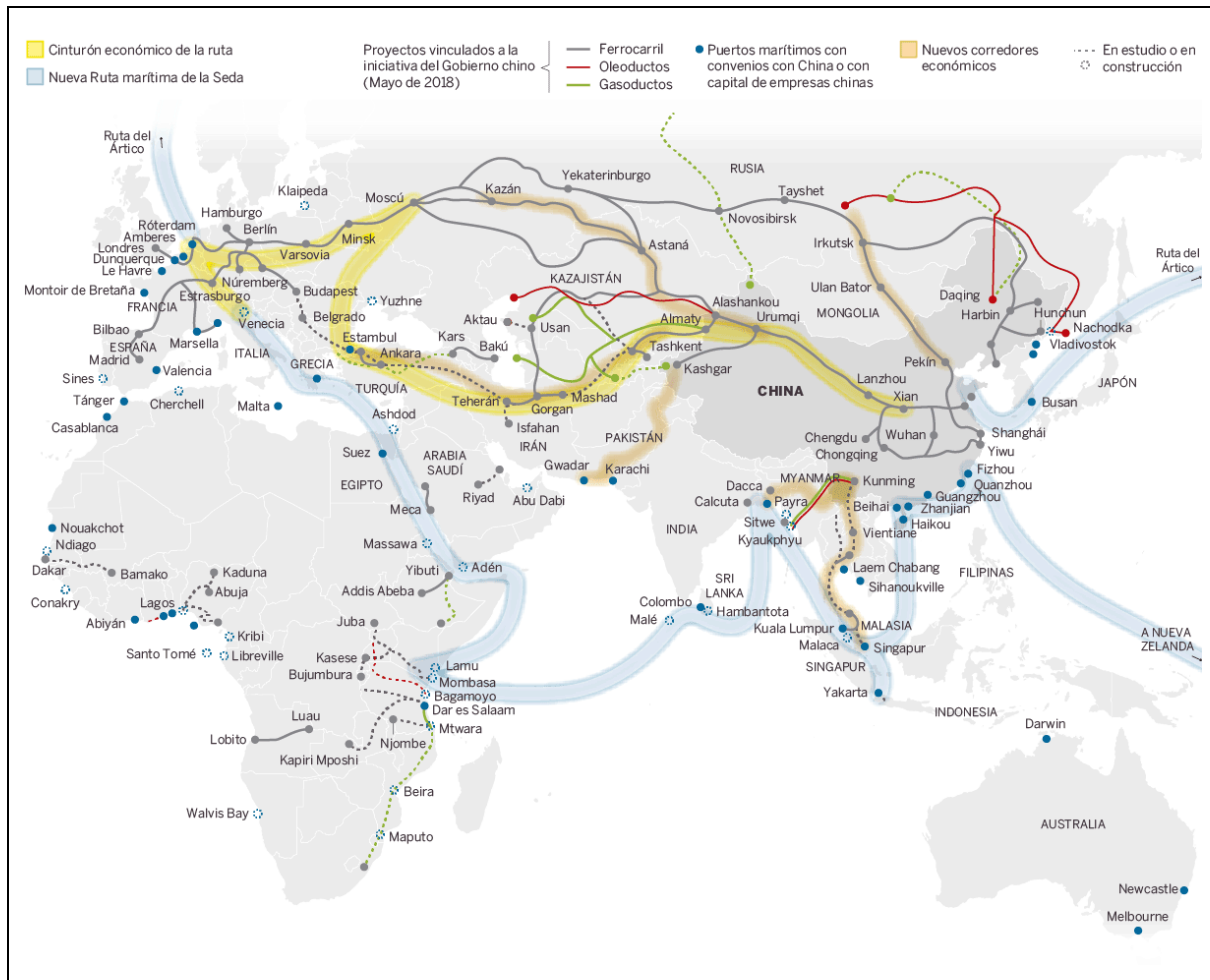 Cinturón económico de la ruta
Nueva Ruta marítima de la Seda
Proyectos vinculados a la
iniciativa del Gobierno chino
(Mayo de 2018)
Ferrocarril
Oleoductos
Gasoductos
Puertos marítimos con
convenios con China o con
capital de empresas chinas
Nuevos corredores
económicos
En estudio o en
construcción
Ruta del
Ártico
Klaipeda
Moscú
Kazán
Yekaterinburgo
RUSIA
Tayshet
Novosibirsk
Hamburgo
Róterdam
Berlín
Amberes
Londres
Dunquerque
Le Havre
Varsovia
Minsk
Astaná
Irkutsk
Ruta del
Ártico
Montoir de Bretaña
Núremberg
Estrasburgo
Budapest
FRANCIA
Belgrado
Yuzhne
KAZAJISTÁN
Alashankou
Urumqi
Ulan Bator
MONGOLIA
Daqing
Harbin
Hunchun
Nachodka
Vladivostok
Venecia
Aktau
Usan
Almaty
Bilbao
ESPAÑA
Madrid
Marsella
ITALIA
Estambul
Ankara
Kars
Bakú
Tashkent
Kashgar
Pekín
GRECIA
TURQUÍA
Valencia
Sines
Cherchell
Tánger
Malta
Casablanca
Ashdod
Teherán
Gorgan
Mashad
Isfahan
IRÁN
CHINA
Lanzhou
Xian
JAPÓN
Busan
Suez
EGIPTO
ARABIA
SAUDÍ
Riyad
Meca
Abu Dabi
PAKISTÁN
Gwadar
Karachi
Chengdu
Chongqing
Wuhan
Shanghái
Yiwu
Fizhou
Quanzhou
Guangzhou
Zhanjian
Haikou
Beihai
MYANMAR
Kunming
Dacca
Calcuta
Payra
Sitwe
Kyaukphyu
INDIA
Vientiane
Laem Chabang
Sihanoukville
FILIPINAS
Nouakchot
Ndiago
Dakar
Bamako
Conakry
Kaduna
Abuja
Lagos
Abiyán
Kribi
Santo Tomé
Libreville
Massawa
Adén
Yibuti
Addis Abeba
Juba
Kasese
Bujumbura
Lamu
Mombasa
Bagamoyo
Dar es Salaam
Mtwara
SRI
LANKA
Colombo
Hambantota
Malé
MALASIA
Kuala Lumpur
Malaca
Singapur
SINGAPUR
Yakarta
INDONESIA
A NUEVA
ZELANDA
Luau
Lobito
Kapiri Mposhi
Njombe
Beira
Walvis Bay
Maputo
Darwin
AUSTRALIA
Newcastle
Melbourne